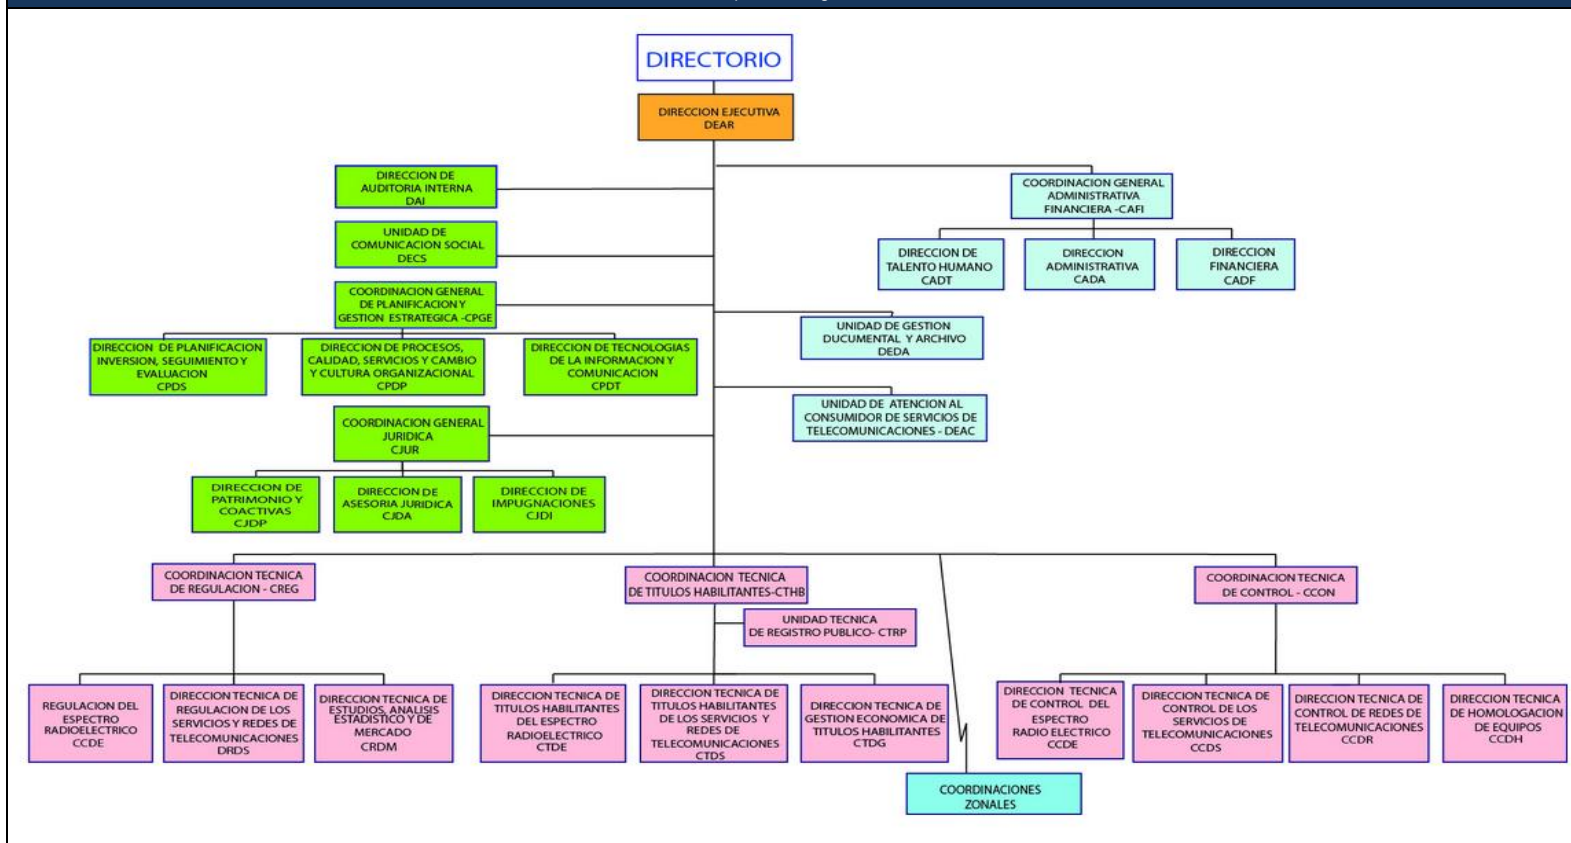 DIRECTORIO
DIRECCION EJECUTIVA
DEAR
DIRECCION DE
AUDITORIA INTERNA
DAI
UNIDAD DE
COMUNICACION SOCIAL
DECS
COORDINACION GENERAL
DE PLANIFICACION Y
GESTION ESTRATEGICA -CPGE
DIRECCION DE PLANIFICACION
INVERSION, SEGUIMIENTO Y
EVALUACION
CPDS
DIRECCION DE PROCESOS,
CALIDAD, SERVICIOS Y CAMBIO
Y CULTURA ORGANIZACIONAL
CPDP
DIRECCION DE TECNOLOGIAS
DE LA INFORMACION Y
COMUNICACION
CPDT
COORDINACION GENERAL
JURIDICA
CJUR
DIRECCION DE
PATRIMONIO Y
COACTIVAS
CJDP
DIRECCION DE
ASESORIA JURIDICA
CJDA
DIRECCION DE
IMPUGNACIONES
CJDI
COORDINACION GENERAL
ADMINISTRATIVA
FINANCIERA -CAFI
DIRECCION DE
TALENTO HUMANO
CADT
DIRECCION
ADMINISTRATIVA
CADA
DIRECCION
FINANCIERA
CADF
UNIDAD DE GESTION
DUCUMENTAL Y ARCHIVO
DEDA
UNIDAD DE ATENCION AL
CONSUMIDOR DE SERVICIOS DE
TELECOMUNICACIONES - DEAC
COORDINACION TECNICA
DE REGULACION - CREG
COORDINACION TECNICA
DE TITULOS HABILITANTES-CTHB
UNIDAD TECNICA
DE REGISTRO PUBLICO- CTRP
COORDINACION TECNICA
DE CONTROL - CCON
REGULACION DEL
ESPECTRO
RADIOELECTRICO
CCDE
DIRECCION TECNICA DE
REGULACION DE LOS
SERVICIOS Y REDES DE
TELECOMUNICACIONES
DRDS
DIRECCION TECNICA DE
ESTUDIOS, ANALISIS
ESTADISTICO Y DE
MERCADO
CRDM
DIRECCION TECNICA DE
TITULOS HABILITANTES
DEL ESPECTRO
RADIOELECTRICO
CTDE
DIRECCION TECNICA DE
TITULOS HABILITANTES
DE LOS SERVICIOS Y
REDES DE
TELECOMUNICACIONES
CTDS
DIRECCION TECNICA DE
GESTION ECONOMICA DE
TITULOS HABILITANTES
CTDG
DIRECCION TECNICA
DE CONTROL DEL
ESPECTRO
RADIO ELECTRICO
CCDE
DIRECCION TECNICA DE
CONTROL DE LOS
SERVICIOS DE
TELECOMUNICACIONES
CCDS
DIRECCION TECNICA DE
CONTROL DE REDES DE
TELECOMUNICACIONES
CCDR
DIRECCION TECNICA
DE HOMOLOGACION
DE EQUIPOS
CCDH
COORDINACIONES
ZONALES